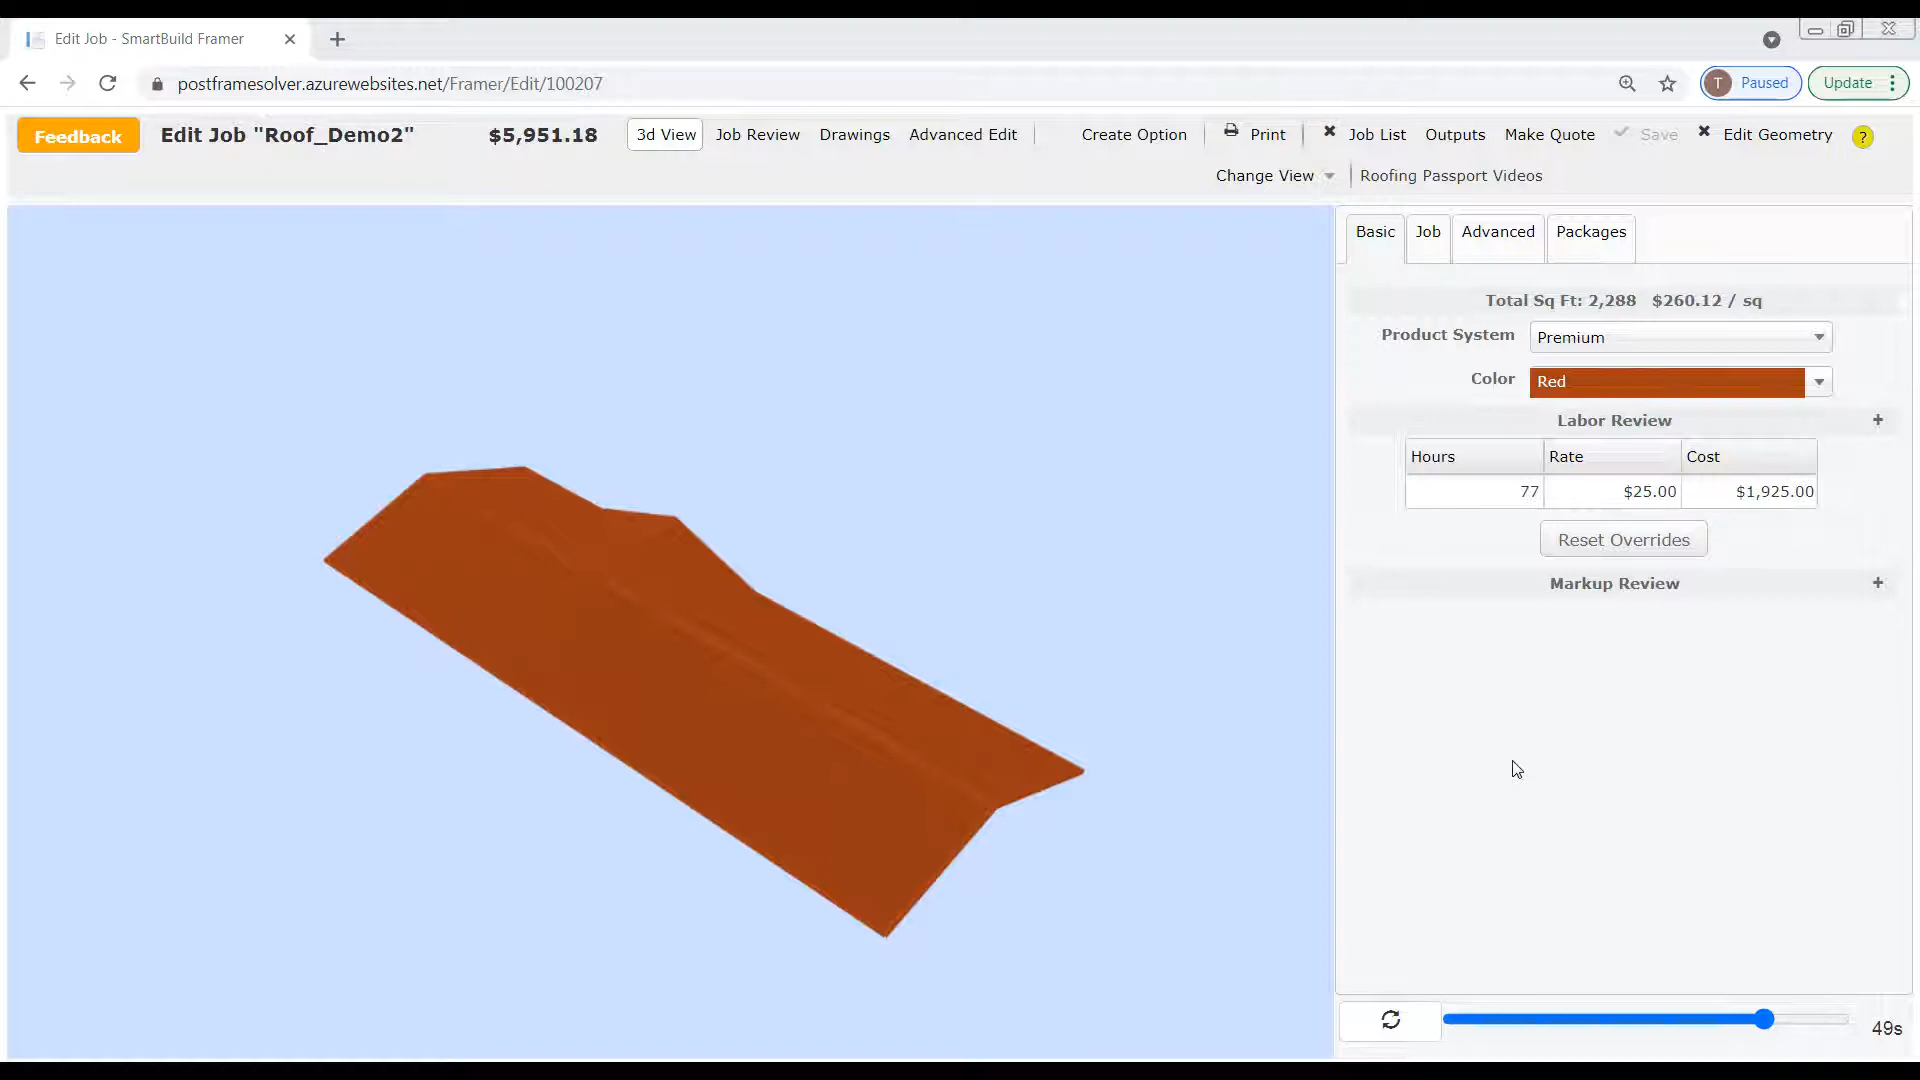 Edit Job - SmartBuild Framer
postframesolver.azurewebsites.net/Framer/Edit/100207
T Paused
Update
Feedback
Edit Job "Roof_Demo2"
$5,951.18
3d View
Job Review
Drawings
Advanced Edit
Create Option
Print
Job List
Outputs
Make Quote
Save
Edit Geometry
?
Change View
Roofing Passport Videos
Basic
Job
Advanced
Packages
Total Sq Ft: 2,288 $260.12 / sq
Product System Premium
Color Red
Labor Review +
Hours Rate Cost
77 $25.00 $1,925.00
Reset Overrides
Markup Review +
49s